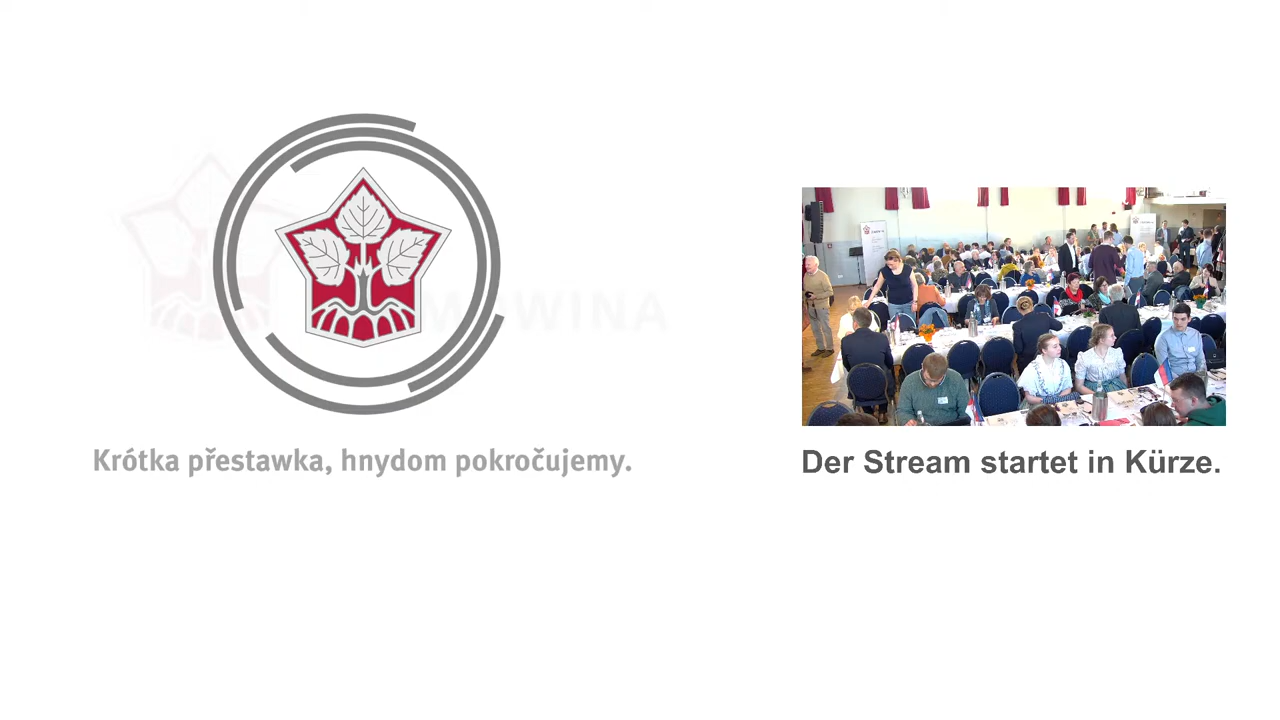 Krótka přestawka, hnydom pokročujemy.
Der Stream startet in Kürze.